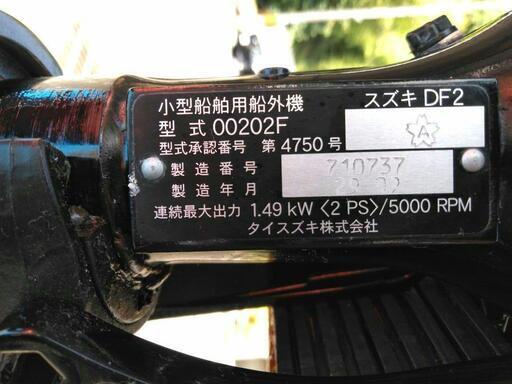 小型船舶用船外機 スズキ DF2
型式 00202F A
型式承認番号 第 4750 号
製造番号 710737
製造年月
連続最大出力 1.49 kW 〈2 PS〉/5000 RPM
タイスズキ株式会社